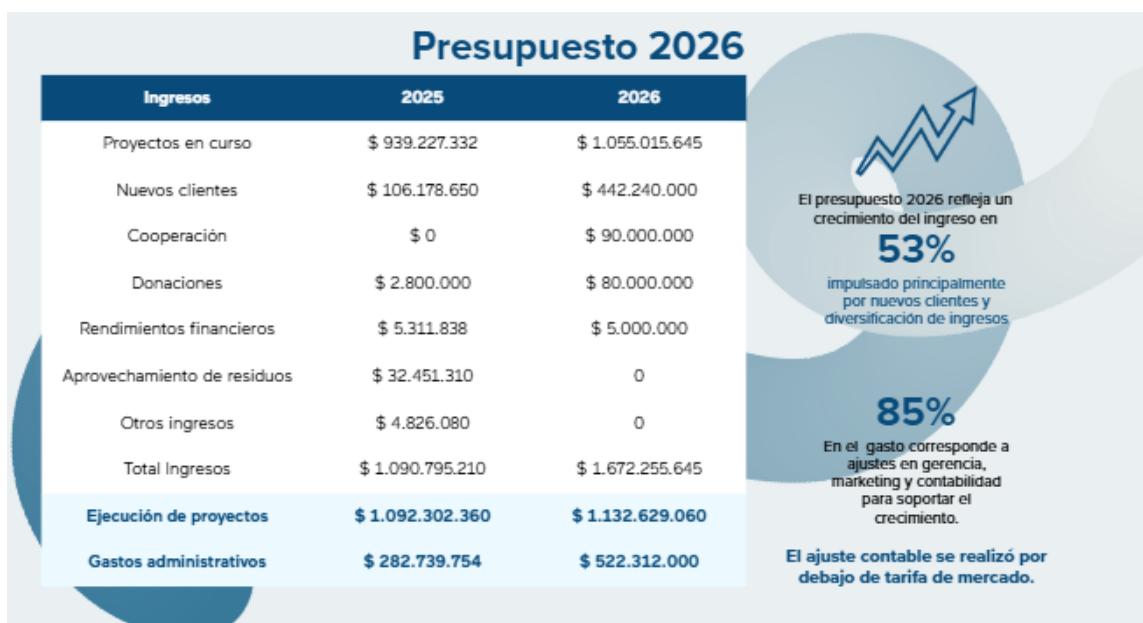 Presupuesto 2026
Ingresos 2025 2026
Proyectos en curso $ 939.227.332 $ 1.055.015.645
Nuevos clientes $ 106.178.650 $ 442.240.000
Cooperación $ 0 $ 90.000.000
Donaciones $ 2.800.000 $ 80.000.000
Rendimientos financieros $ 5.311.838 $ 5.000.000
Aprovechamiento de residuos $ 32.451.310 0
Otros ingresos $ 4.826.080 0
Total Ingresos $ 1.090.795.210 $ 1.672.255.645
Ejecución de proyectos $ 1.092.302.360 $ 1.132.629.060
Gastos administrativos $ 282.739.754 $ 522.312.000
El presupuesto 2026 refleja un
crecimiento del ingreso en
53%
impulsado principalmente
por nuevos clientes y
diversificación de ingresos
85%
En el gasto corresponde a
ajustes en gerencia,
marketing y contabilidad
para soportar el
crecimiento.
El ajuste contable se realizó por
debajo de tarifa de mercado.